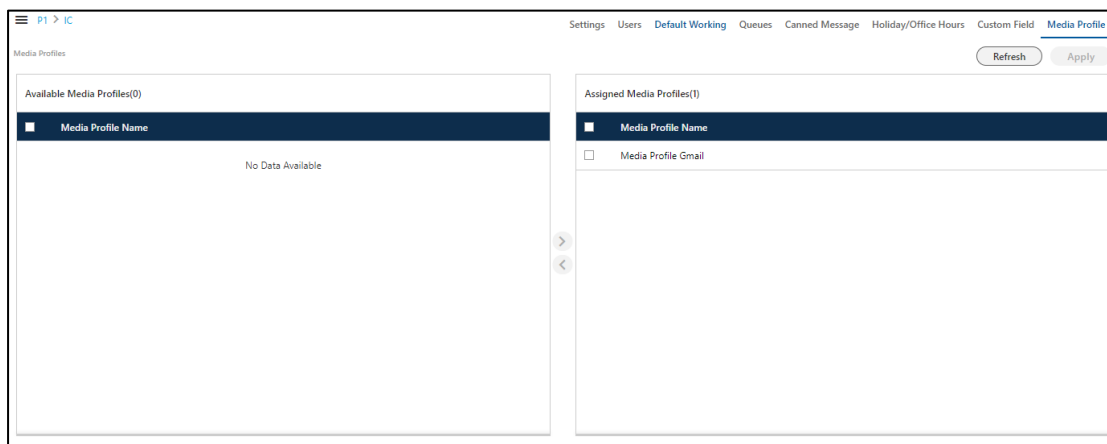 P1 > IC
Settings Users Default Working Queues Canned Message Holiday/Office Hours Custom Field Media Profile
Media Profiles
Refresh Apply
Available Media Profiles(0)
Media Profile Name
No Data Available
Assigned Media Profiles(1)
Media Profile Name
Media Profile Gmail